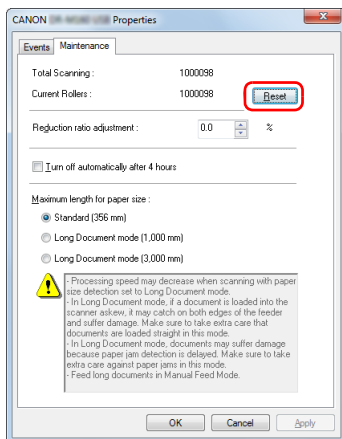 CANON USB Properties
Events Maintenance
Total Scanning : 1000098
Current Rollers : 1000098 Reset
Reduction ratio adjustment : 0.0 %
Turn off automatically after 4 hours
Maximum length for paper size :
Standard (356 mm)
Long Document mode (1,000 mm)
Long Document mode (3,000 mm)
- Processing speed may decrease when scanning with paper
size detection set to Long Document mode.
- In Long Document mode, if a document is loaded into the
scanner askew, it may catch on both edges of the feeder
and suffer damage. Make sure to take extra care that
documents are loaded straight in this mode.
- In Long Document mode, documents may suffer damage
because paper jam detection is delayed. Make sure to take
extra care against paper jams in this mode.
- Feed long documents in Manual Feed Mode.
OK Cancel Apply